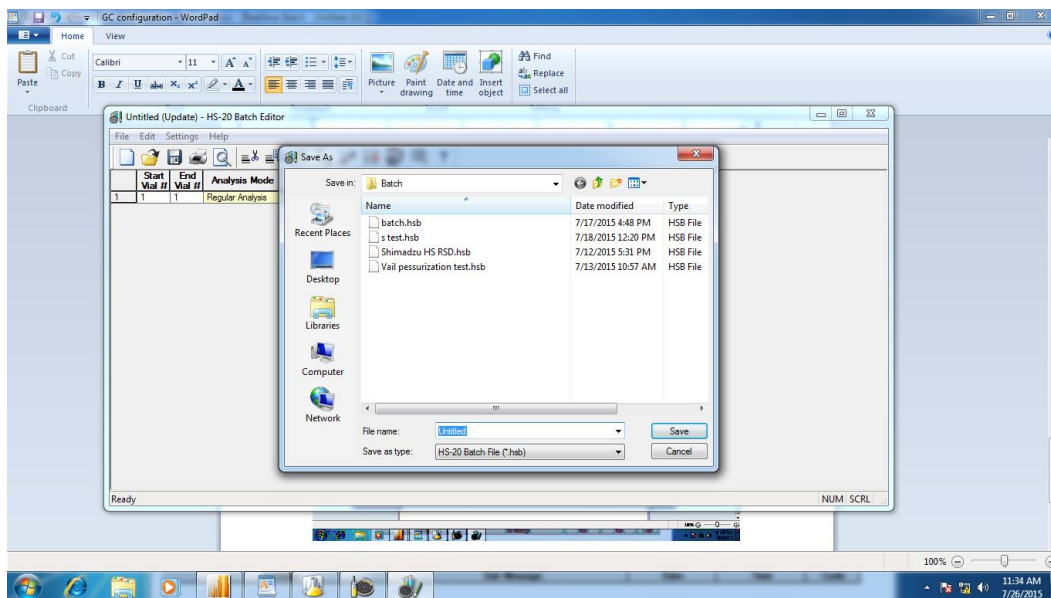 GC configuration - WordPad
Home View
Cut
Copy
Paste
Clipboard
Calibri 11
Picture
Paint drawing
Date and time
Insert object
Find
Replace
Select all
Untitled (Update) - HS-20 Batch Editor
File Edit Settings Help
Start Vial # End Vial # Analysis Mode
1 1 1 Regular Analysis
Save As
Save in: Batch
Name Date modified Type
batch.hsb 7/17/2015 4:48 PM HSB File
s test.hsb 7/18/2015 12:20 PM HSB File
Shimadzu HS RSD.hsb 7/12/2015 5:31 PM HSB File
Vail pessurization test.hsb 7/13/2015 10:57 AM HSB File
Recent Places
Desktop
Libraries
Computer
Network
File name: Untitled Save
Save as type: HS-20 Batch File (*.hsb) Cancel
Ready NUM SCRL
100%
11:34 AM
7/26/2015